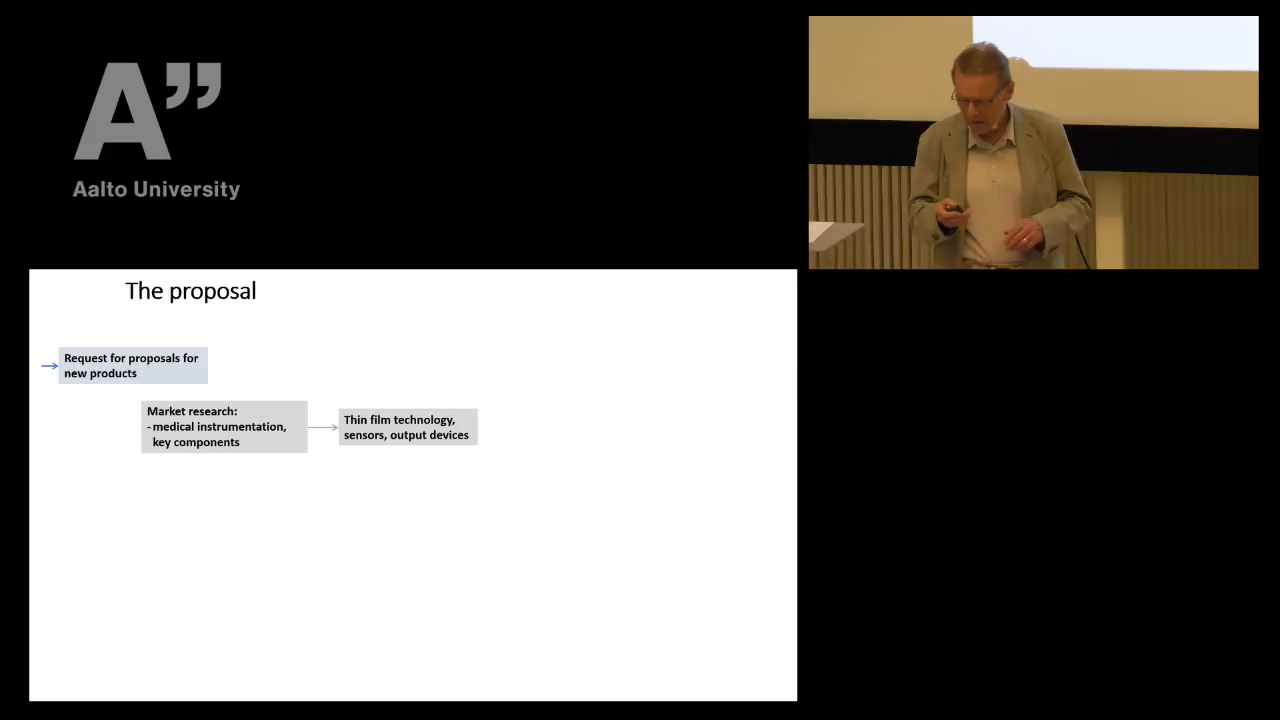 A”
Aalto University
The proposal
Request for proposals for
new products
Market research:
- medical instrumentation,
key components
Thin film technology,
sensors, output devices